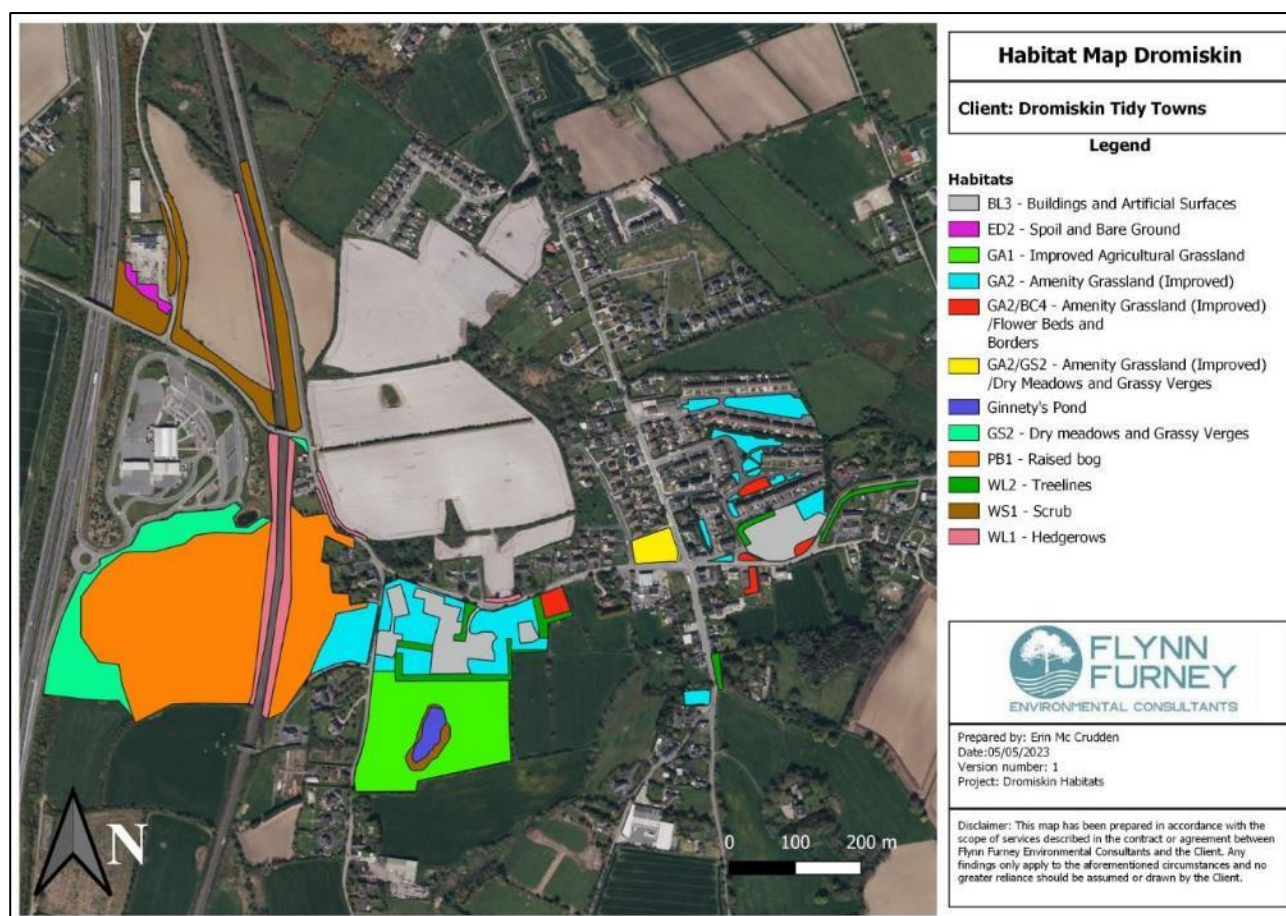 Habitat Map Dromiskin
Client: Dromiskin Tidy Towns
Legend
Habitats
BL3 - Buildings and Artificial Surfaces
ED2 - Spoil and Bare Ground
GA1 - Improved Agricultural Grassland
GA2 - Amenity Grassland (Improved)
GA2/BC4 - Amenity Grassland (Improved)
/Flower Beds and
Borders
GA2/GS2 - Amenity Grassland (Improved)
/Dry Meadows and Grassy Verges
Ginnety's Pond
GS2 - Dry meadows and Grassy Verges
PB1 - Raised bog
WL2 - Treelines
WS1 - Scrub
WL1 - Hedgerows
FLYNN
FURNEY
ENVIRONMENTAL CONSULTANTS
Prepared by: Erin Mc Crudden
Date:05/05/2023
Version number: 1
Project: Dromiskin Habitats
Disclaimer: This map has been prepared in accordance with the
scope of services described in the contract or agreement between
Flynn Furney Environmental Consultants and the Client. Any
findings only apply to the aforementioned circumstances and no
greater reliance should be assumed or drawn by the Client.
N
0 100 200 m